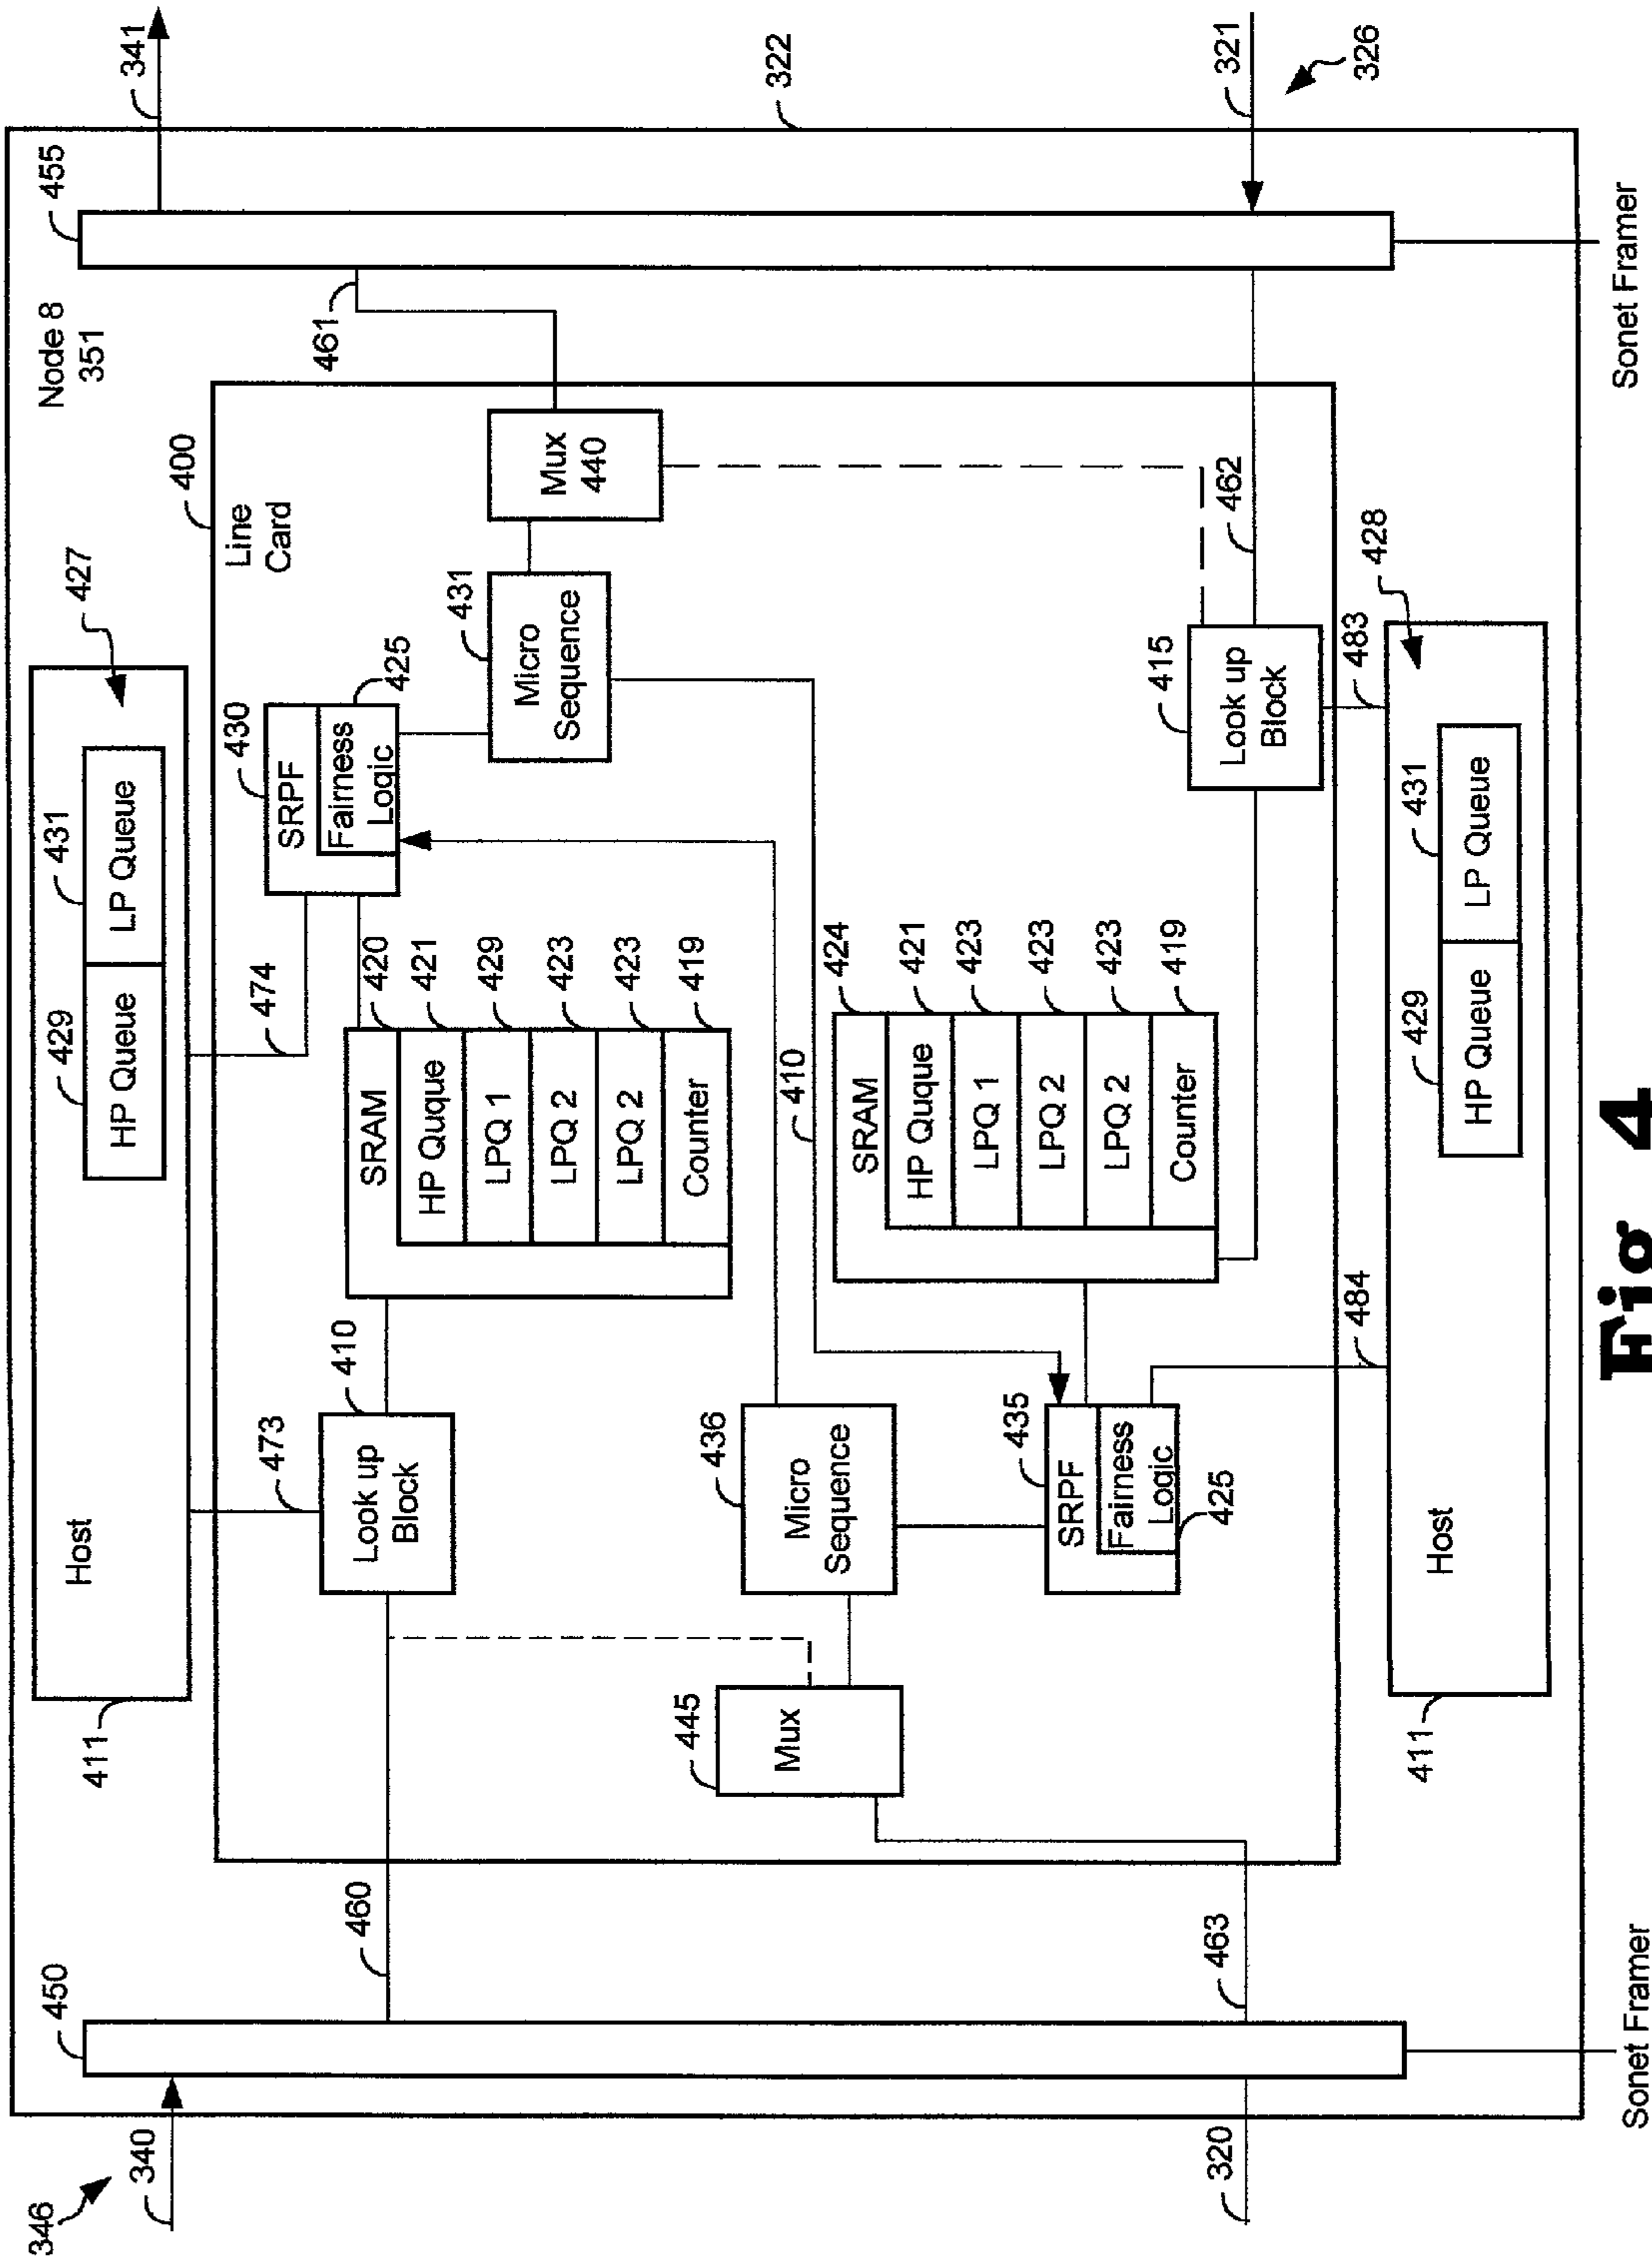 346
340
341
450
Node 8
351
455
411
Host
427
429
431
HP Queue
LP Queue
473
474
400
Line
Card
460
461
410
Look up
Block
420
421
429
423
423
419
SRAM
HP Quque
LPQ 1
LPQ 2
LPQ 2
Counter
430
SRPF
Fairness
Logic
425
431
Micro
Sequence
Mux
440
322
445
Mux
436
Micro
Sequence
410
435
SRPF
Fairness
Logic
425
424
421
423
423
423
419
SRAM
HP Quque
LPQ 1
LPQ 2
LPQ 2
Counter
415
Look up
Block
462
463
320
321
326
484
483
428
411
Host
429
431
HP Queue
LP Queue
Sonet Framer
Sonet Framer
Fig 4